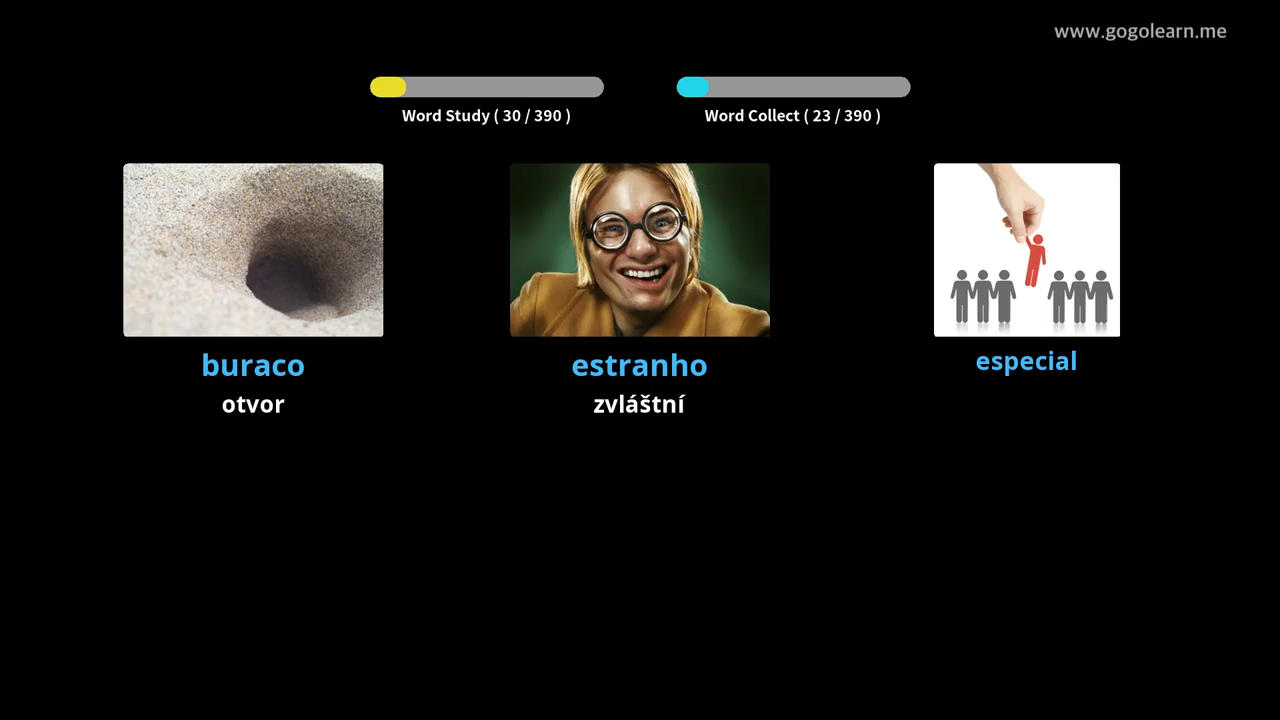 www.gogolearn.me
Word Study ( 30 / 390 )
Word Collect ( 23 / 390 )
buraco
estranho
especial
otvor
zvláštní